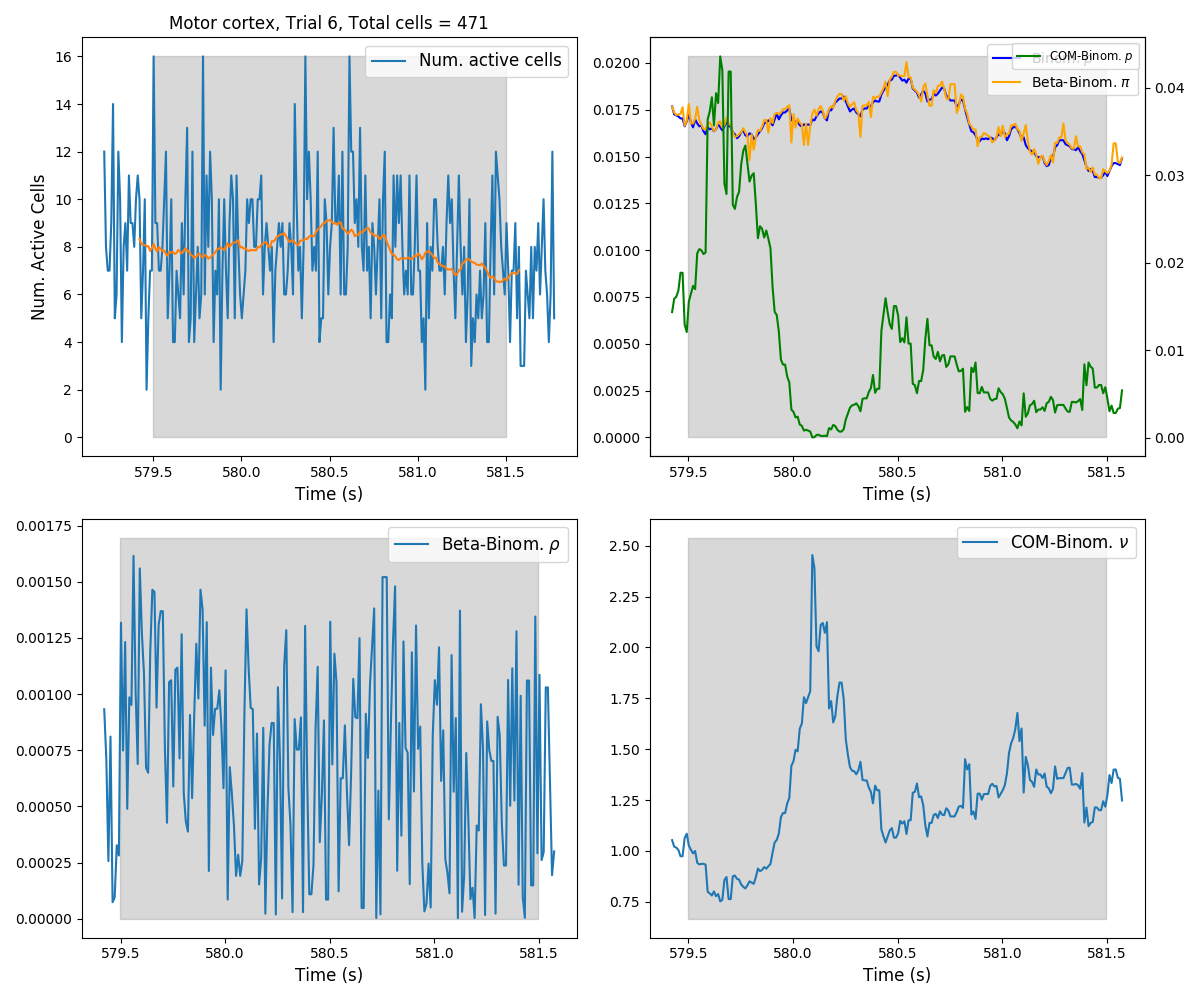 Motor cortex, Trial 6, Total cells = 471
Num. active cells
Num. Active Cells
16
14
12
10
8
6
4
2
0
579.5 580.0 580.5 581.0 581.5
Time (s)
COM-Binom. p
Beta-Binom. π
0.0200
0.0175
0.0150
0.0125
0.0100
0.0075
0.0050
0.0025
0.0000
0.04
0.03
0.02
0.01
0.00
579.5 580.0 580.5 581.0 581.5
Time (s)
Beta-Binom. ρ
0.00175
0.00150
0.00125
0.00100
0.00075
0.00050
0.00025
0.00000
579.5 580.0 580.5 581.0 581.5
Time (s)
COM-Binom. ν
2.50
2.25
2.00
1.75
1.50
1.25
1.00
0.75
579.5 580.0 580.5 581.0 581.5
Time (s)